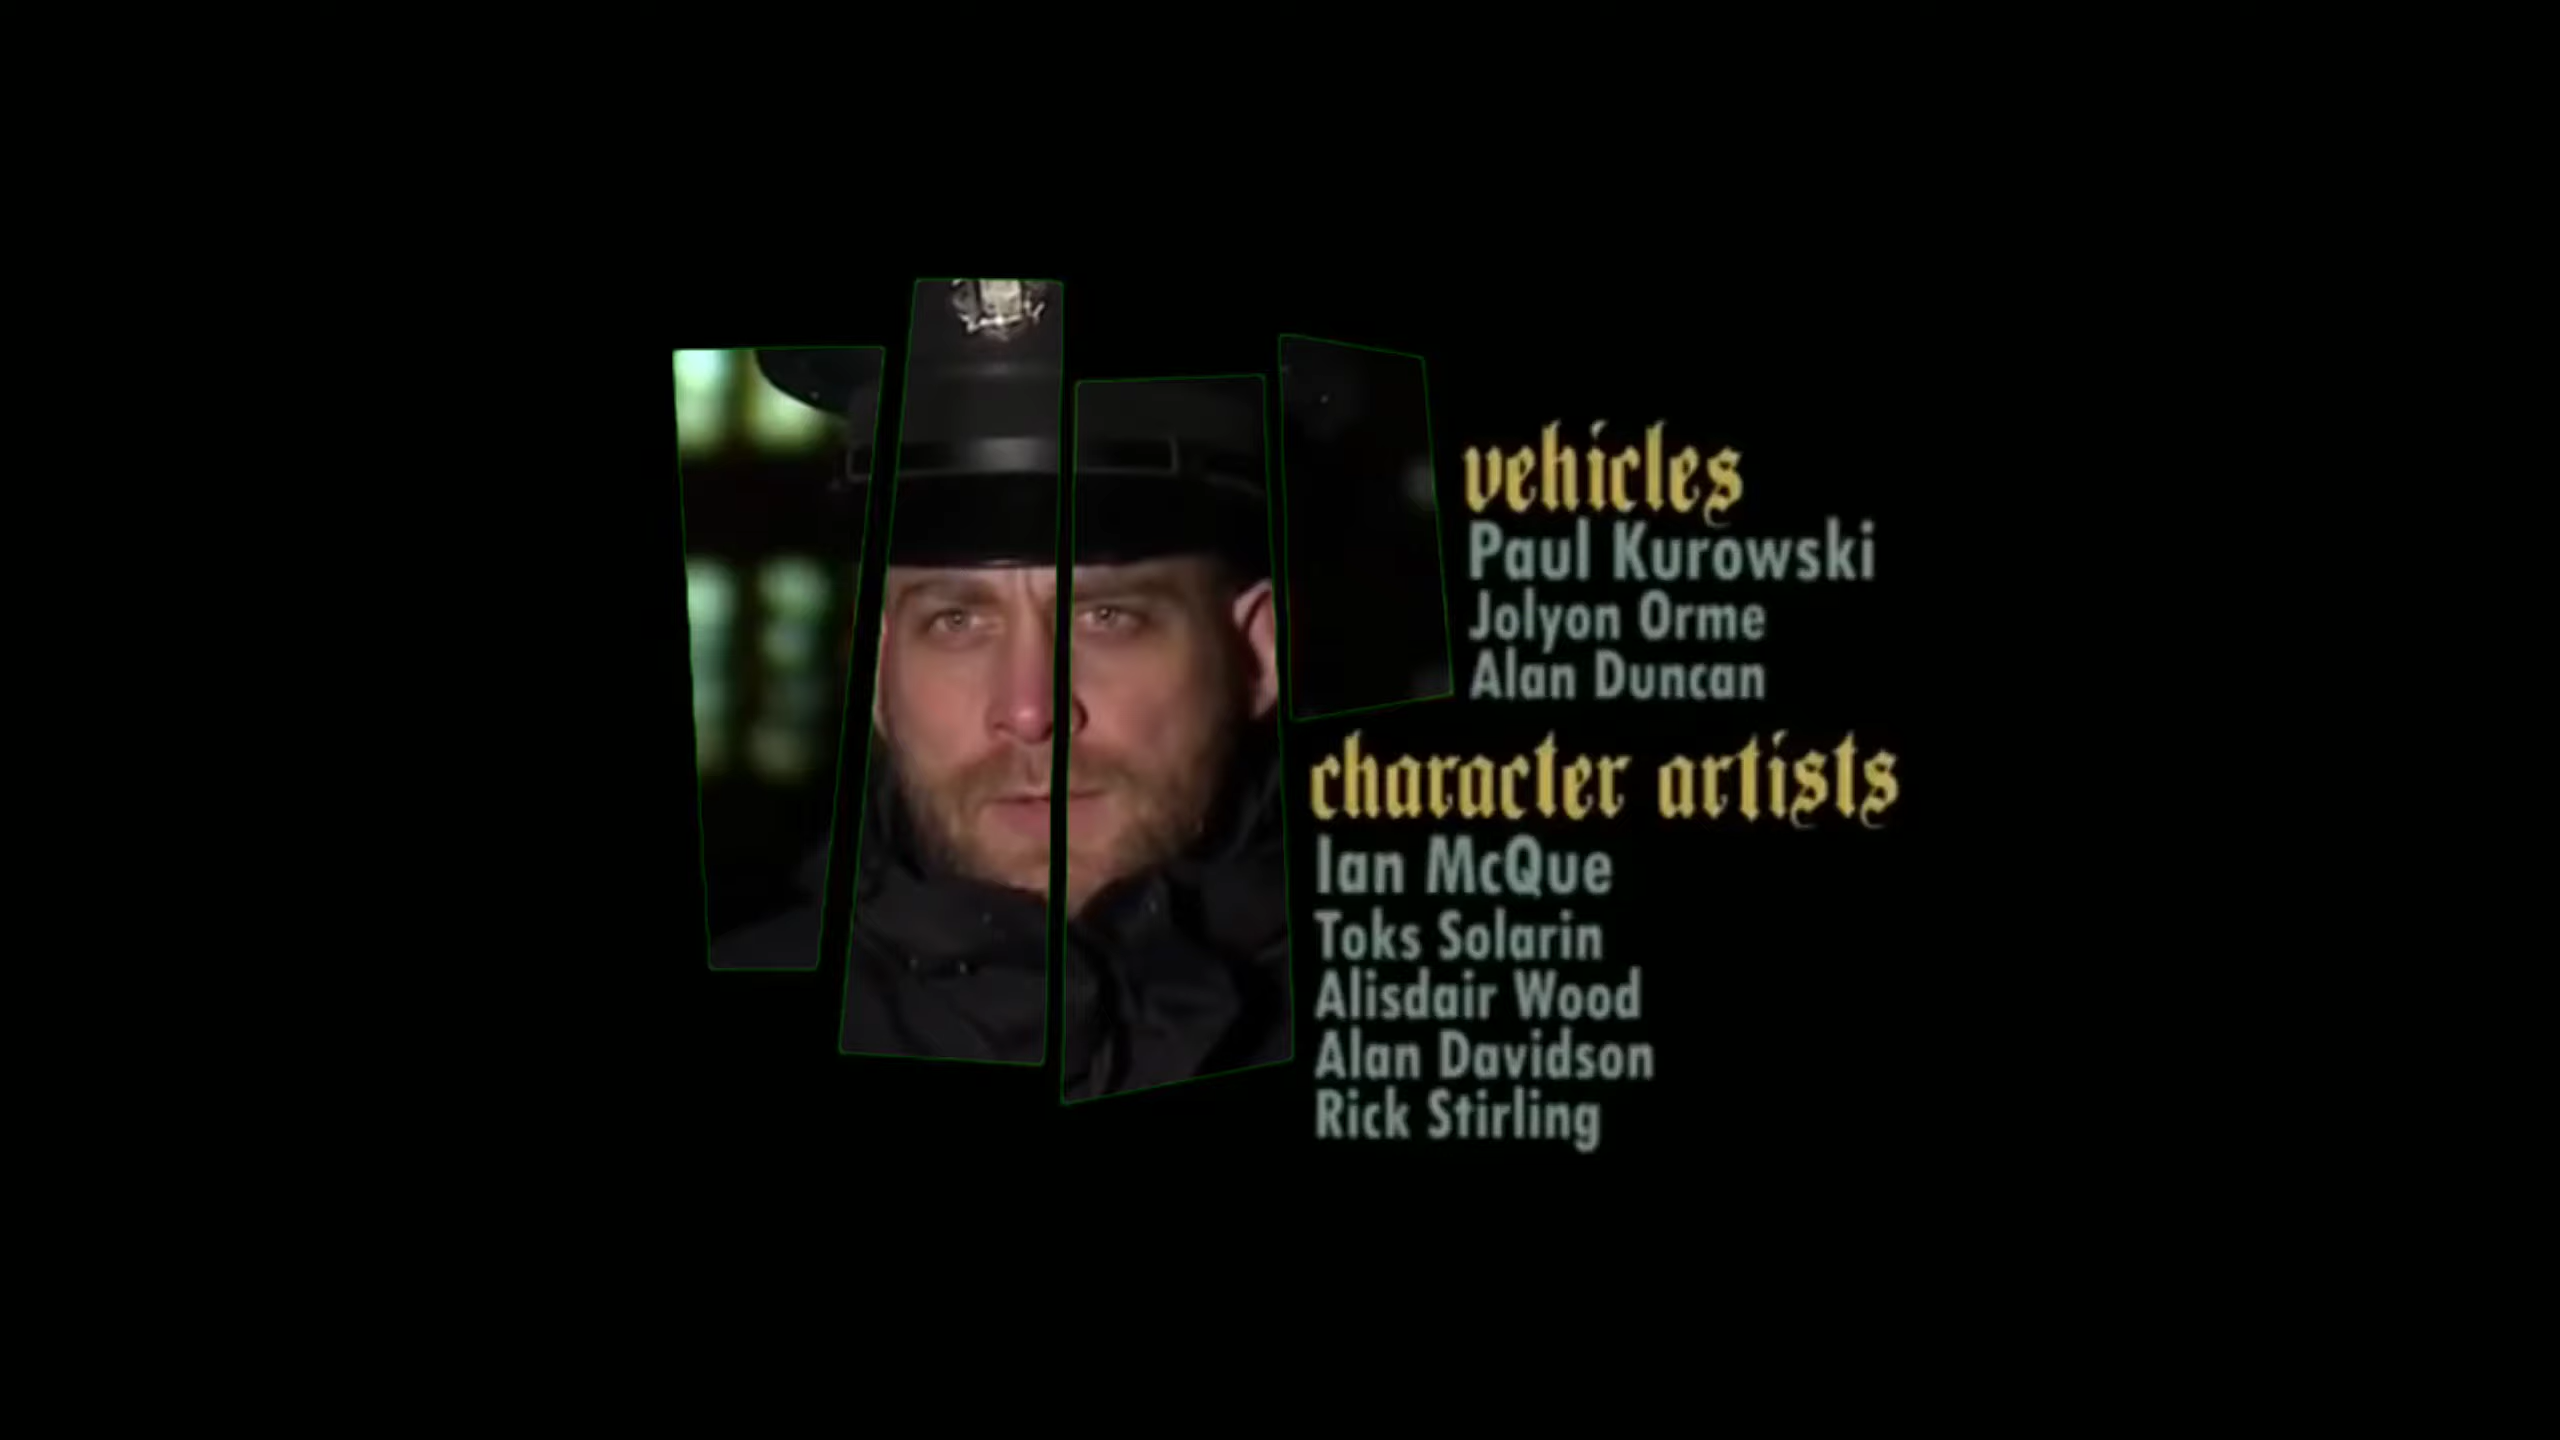 vehicles
Paul Kurowski
Jolyon Orme
Alan Duncan
character artists
Ian McQue
Toks Solarin
Alisdair Wood
Alan Davidson
Rick Stirling